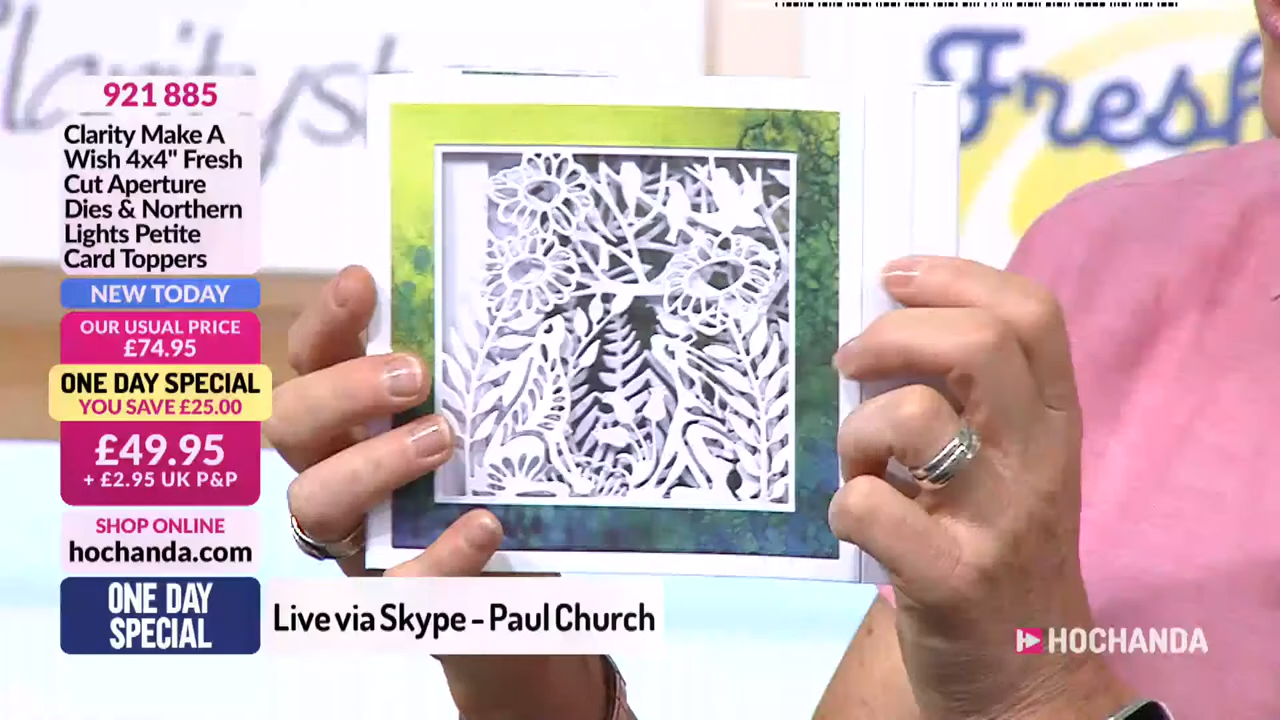 Clarityst
Fresh
921 885
Clarity Make A
Wish 4x4" Fresh
Cut Aperture
Dies & Northern
Lights Petite
Card Toppers
NEW TODAY
OUR USUAL PRICE
£74.95
ONE DAY SPECIAL
YOU SAVE £25.00
£49.95
+ £2.95 UK P&P
SHOP ONLINE
hochanda.com
ONE DAY
SPECIAL
Live via Skype - Paul Church
HOCHANDA